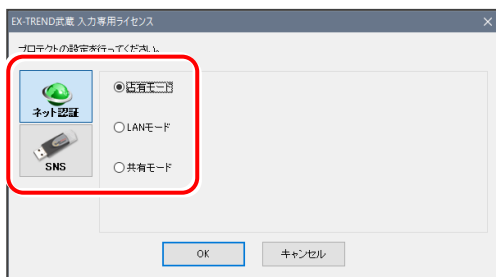 EX-TREND武蔵 入力専用ライセンス
プロテクトの設定を行ってください。
ネット認証
占有モード
LANモード
SNS
共有モード
OK
キャンセル